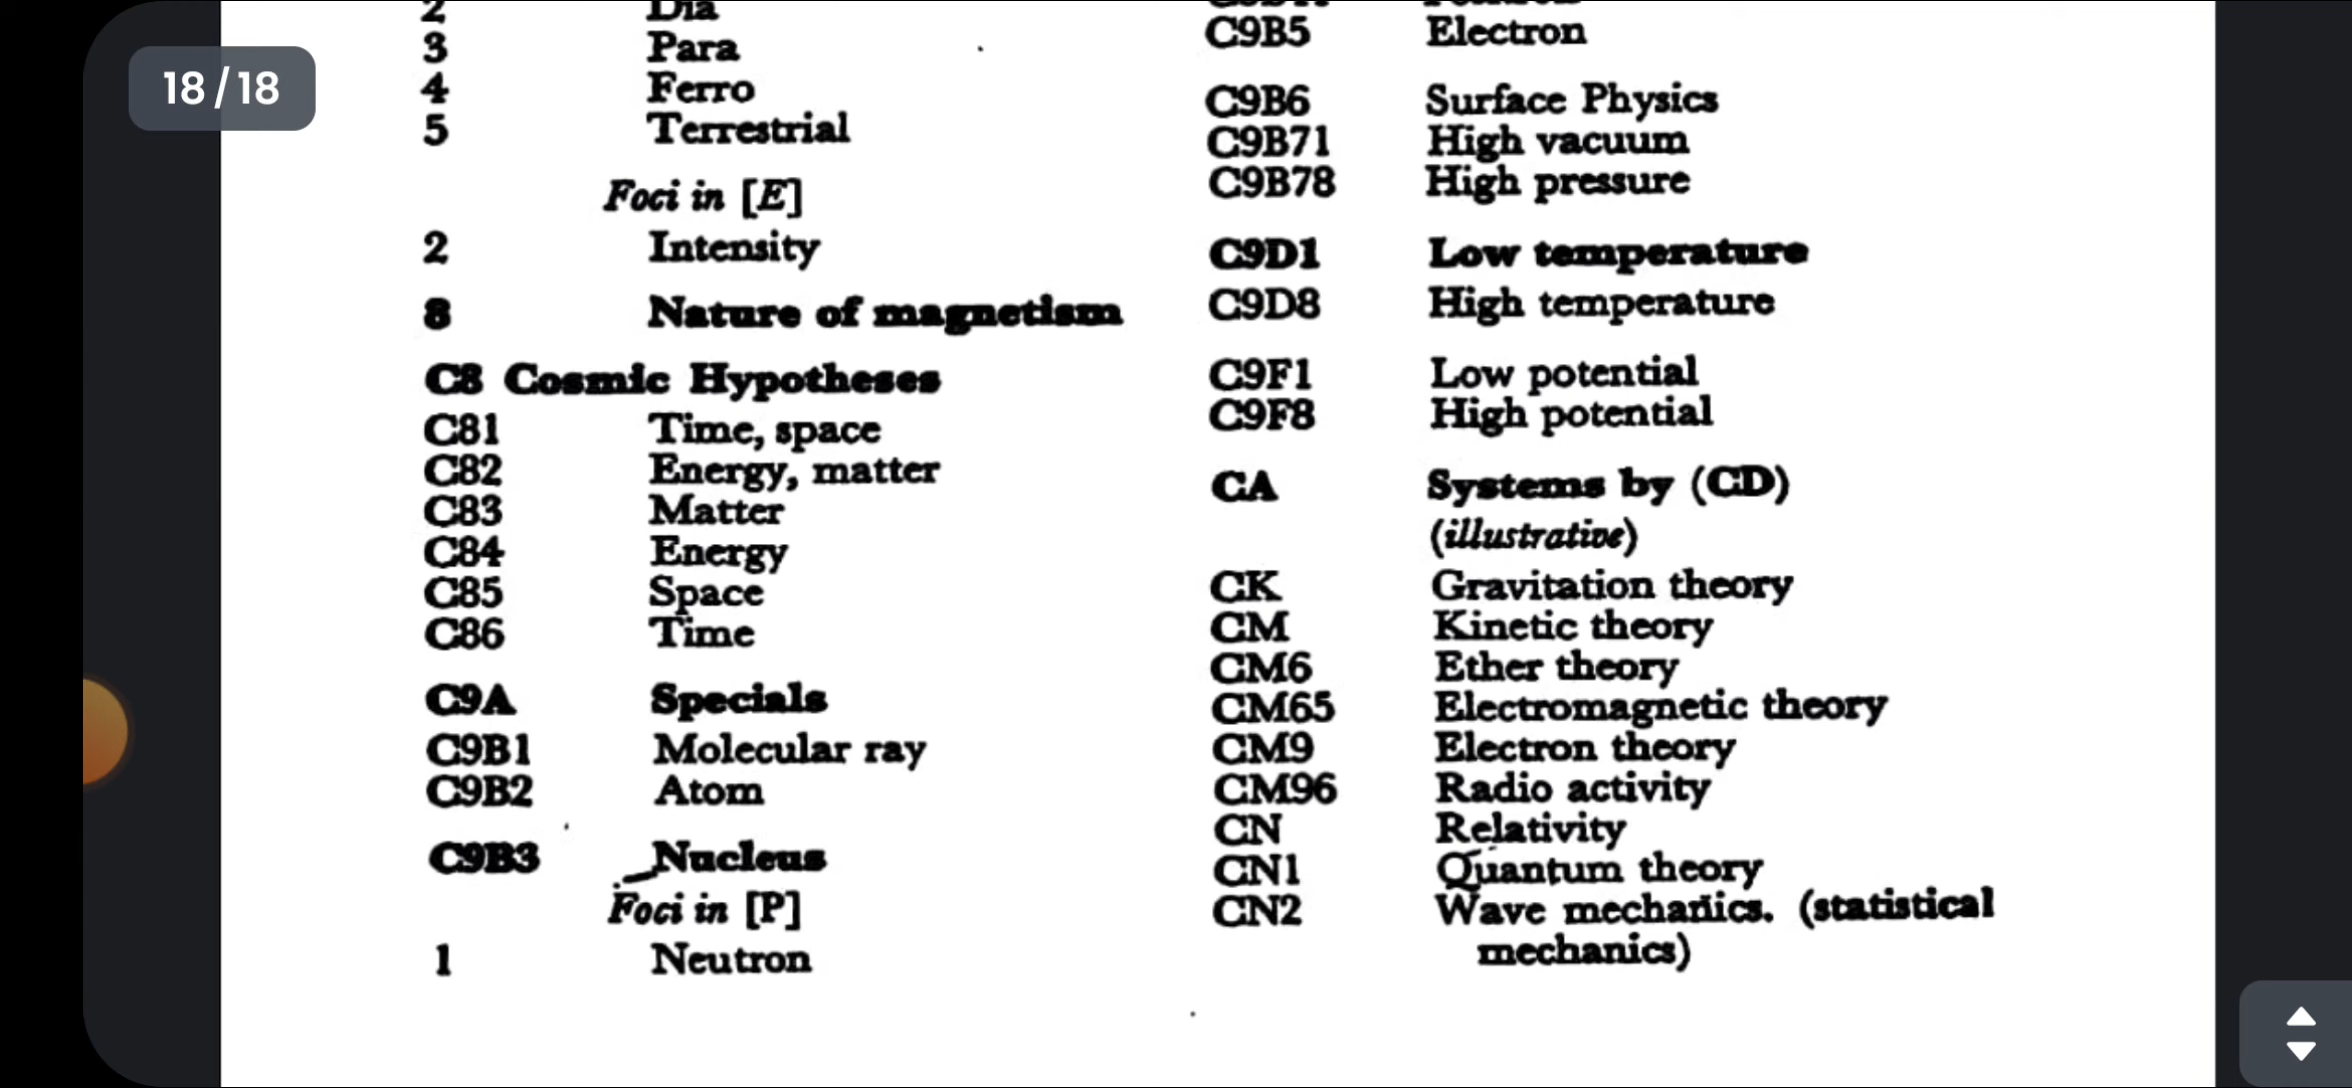 18/18
2 Dia
3 Para
4 Ferro
5 Terrestrial
Foci in [E]
2 Intensity
8 Nature of magnetism
C8 Cosmic Hypotheses
C81 Time, space
C82 Energy, matter
C83 Matter
C84 Energy
C85 Space
C86 Time
C9A Specials
C9B1 Molecular ray
C9B2 Atom
C9B3 Nucleus
Foci in [P]
1 Neutron
C9B5 Electron
C9B6 Surface Physics
C9B71 High vacuum
C9B78 High pressure
C9D1 Low temperature
C9D8 High temperature
C9F1 Low potential
C9F8 High potential
CA Systems by (CD)
(illustrative)
CK Gravitation theory
CM Kinetic theory
CM6 Ether theory
CM65 Electromagnetic theory
CM9 Electron theory
CM96 Radio activity
CN Relativity
CN1 Quantum theory
CN2 Wave mechanics. (statistical
mechanics)